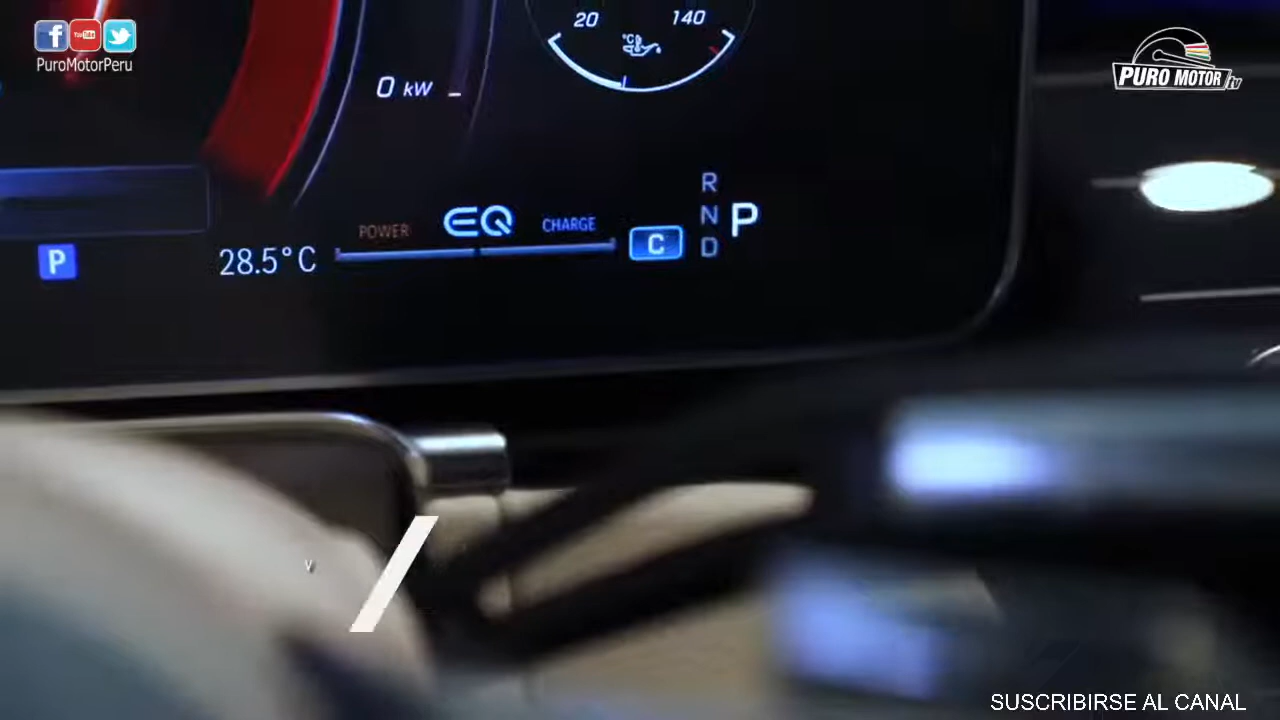 PuroMotorPeru
PURO MOTOR tv
20
140
°C
0 kW
P
28.5°C
POWER
EQ
CHARGE
C
R
N
D
P
SUSCRIBIRSE AL CANAL